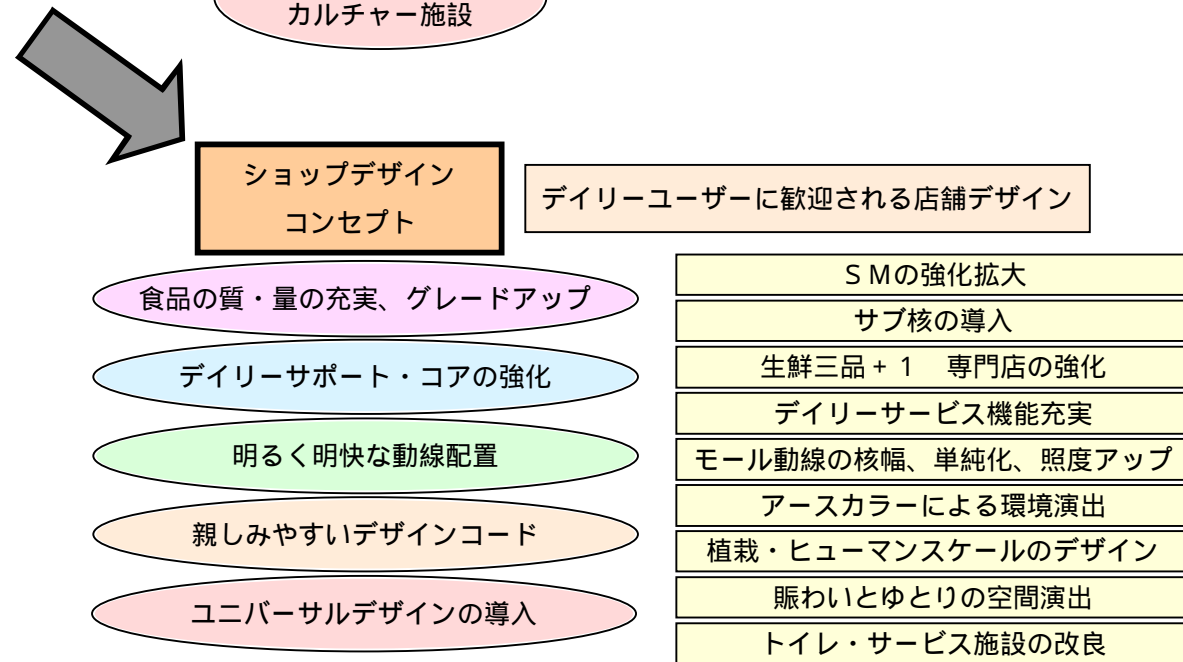 カルチャー施設
ショップデザイン
コンセプト
デイリーユーザーに歓迎される店舗デザイン
食品の質・量の充実、グレードアップ
デイリーサポート・コアの強化
明るく明快な動線配置
親しみやすいデザインコード
ユニバーサルデザインの導入
ＳＭの強化拡大
サブ核の導入
生鮮三品＋１　専門店の強化
デイリーサービス機能充実
モール動線の核幅、単純化、照度アップ
アースカラーによる環境演出
植栽・ヒューマンスケールのデザイン
賑わいとゆとりの空間演出
トイレ・サービス施設の改良